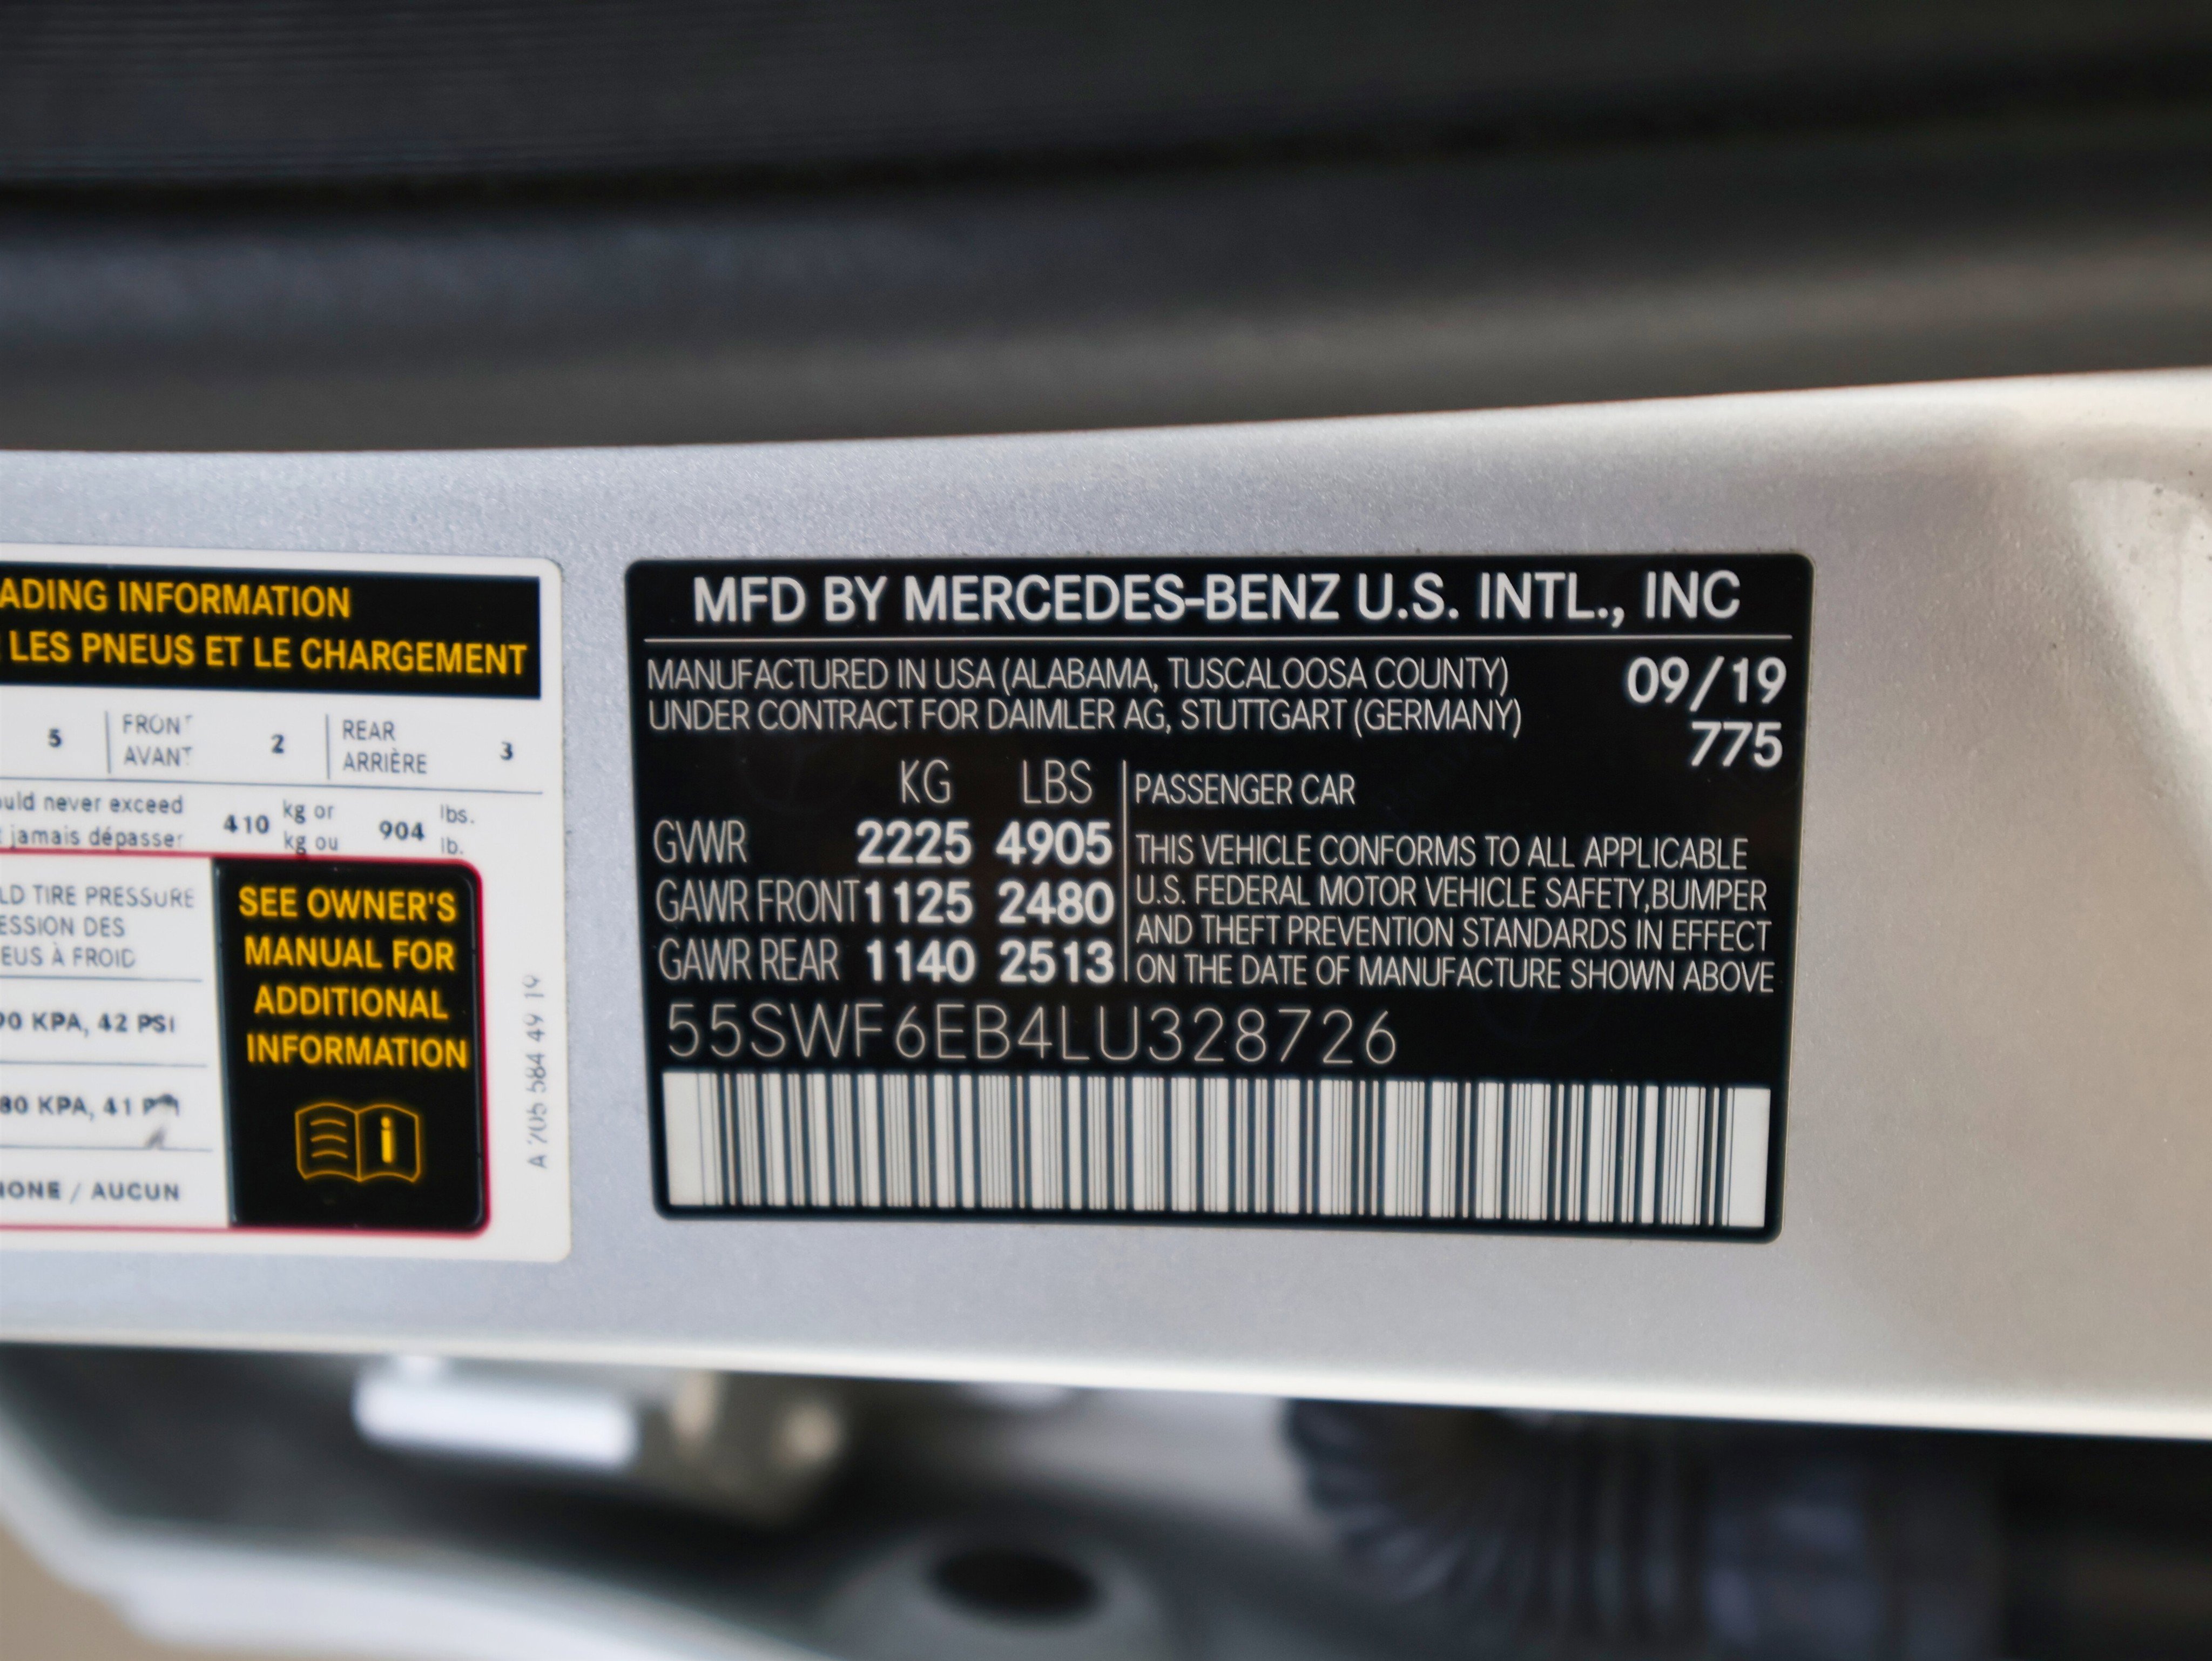 ADING INFORMATION
LES PNEUS ET LE CHARGEMENT
5 FRONT 2 REAR 3
AVANT ARRIÈRE
uld never exceed 410 kg or 904 lbs.
jamais dépasser kg ou lb.
LD TIRE PRESSURE
ESSION DES
EUS À FROID
90 KPA, 42 PSI
80 KPA, 41
IONE / AUCUN
SEE OWNER'S
MANUAL FOR
ADDITIONAL
INFORMATION
i
A 205 584 49 19
MFD BY MERCEDES-BENZ U.S. INTL., INC
MANUFACTURED IN USA (ALABAMA, TUSCALOOSA COUNTY) 09/19
UNDER CONTRACT FOR DAIMLER AG, STUTTGART (GERMANY) 775
KG LBS
GVWR 2225 4905
GAWR FRONT 1125 2480
GAWR REAR 1140 2513
PASSENGER CAR
THIS VEHICLE CONFORMS TO ALL APPLICABLE
U.S. FEDERAL MOTOR VEHICLE SAFETY,BUMPER
AND THEFT PREVENTION STANDARDS IN EFFECT
ON THE DATE OF MANUFACTURE SHOWN ABOVE
55SWF6EB4LU328726